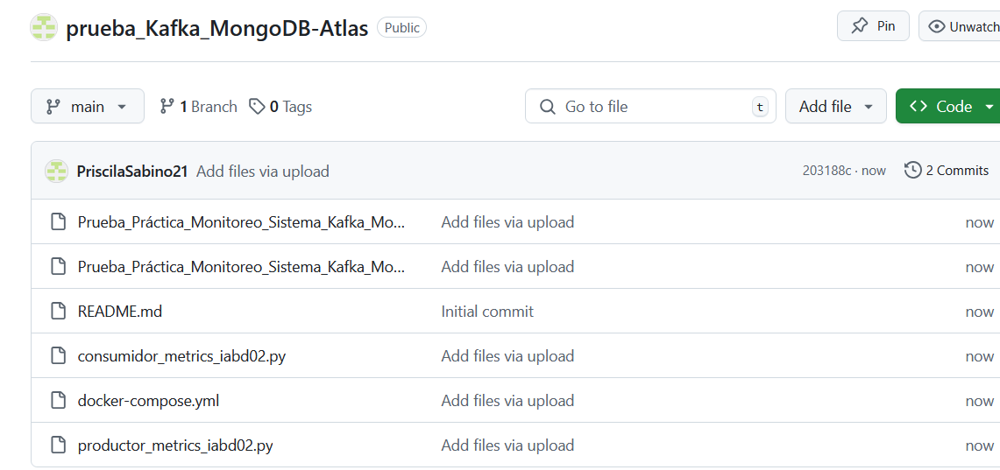 prueba_Kafka_MongoDB-Atlas Public Pin Unwatch
main 1 Branch 0 Tags Go to file t Add file Code
PriscilaSabino21 Add files via upload 203188c · now 2 Commits
Prueba_Práctica_Monitoreo_Sistema_Kafka_Mo... Add files via upload now
Prueba_Práctica_Monitoreo_Sistema_Kafka_Mo... Add files via upload now
README.md Initial commit now
consumidor_metrics_iabd02.py Add files via upload now
docker-compose.yml Add files via upload now
productor_metrics_iabd02.py Add files via upload now